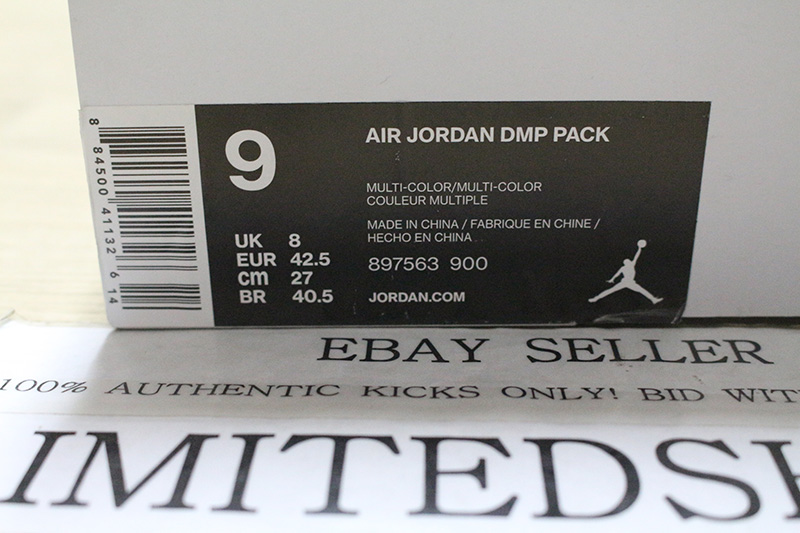 8 84500 41132 6 14
9
UK 8
EUR 42.5
cm 27
BR 40.5
AIR JORDAN DMP PACK
MULTI-COLOR/MULTI-COLOR
COULEUR MULTIPLE
MADE IN CHINA / FABRIQUE EN CHINE /
HECHO EN CHINA
897563 900
JORDAN.COM
EBAY SELLER
100% AUTHENTIC KICKS ONLY! BID WIT
IMITEDSH